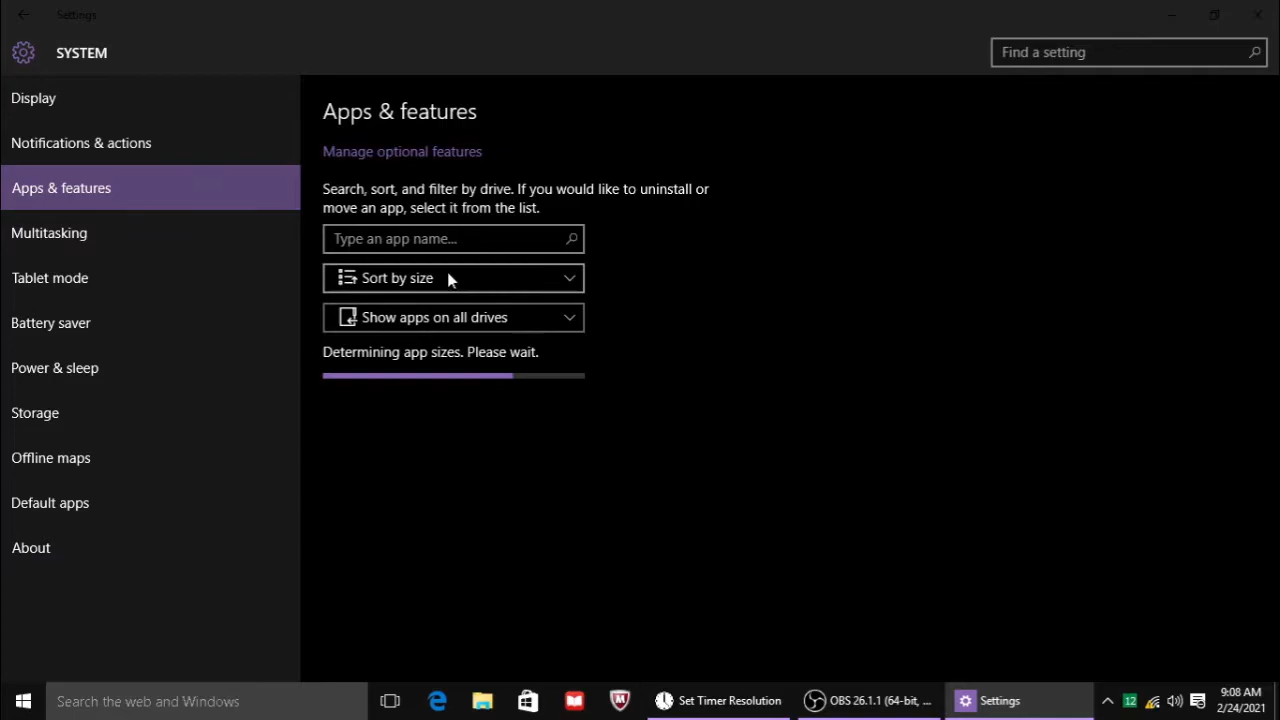 Settings
SYSTEM
Find a setting
Display
Notifications & actions
Apps & features
Multitasking
Tablet mode
Battery saver
Power & sleep
Storage
Offline maps
Default apps
About
Apps & features
Manage optional features
Search, sort, and filter by drive. If you would like to uninstall or
move an app, select it from the list.
Type an app name...
Sort by size
Show apps on all drives
Determining app sizes. Please wait.
Search the web and Windows
Set Timer Resolution
OBS 26.1.1 (64-bit, ...
Settings
12
9:08 AM
2/24/2021